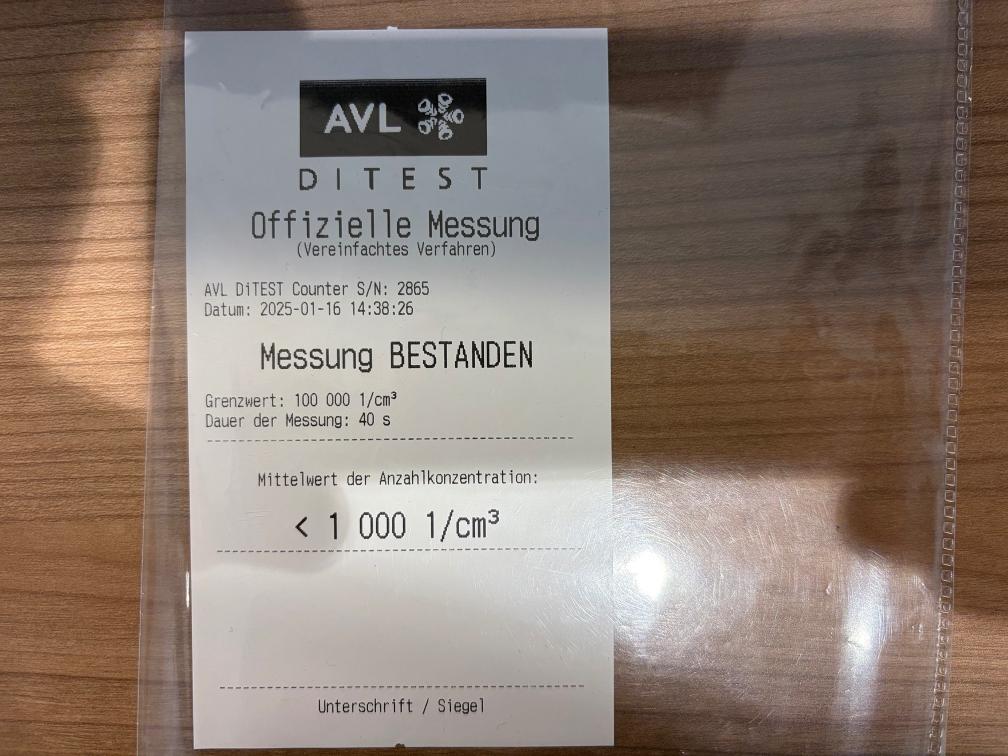 AVL
DITEST
Offizielle Messung
(Vereinfachtes Verfahren)
AVL DiTEST Counter S/N: 2865
Datum: 2025-01-16 14:38:26
Messung BESTANDEN
Grenzwert: 100 000 1/cm³
Dauer der Messung: 40 s
Mittelwert der Anzahlkonzentration:
< 1 000 1/cm³
Unterschrift / Siegel